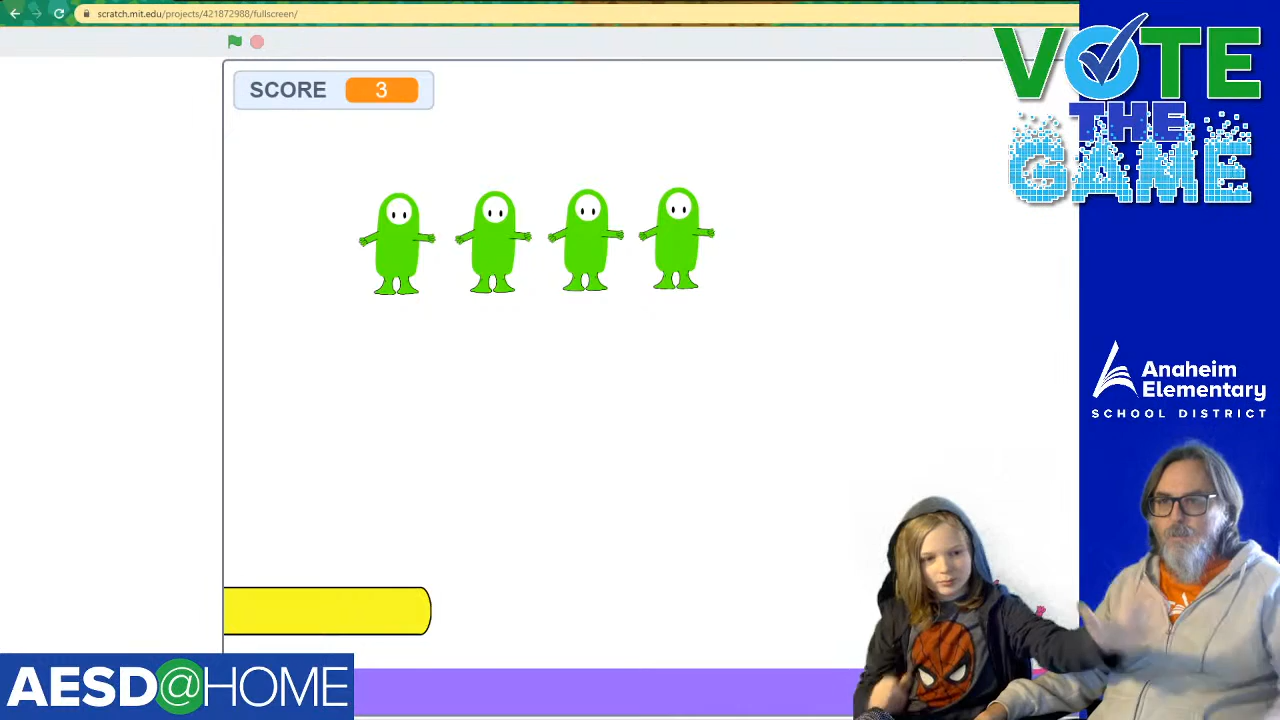 scratch.mit.edu/projects/421872988/fullscreen/
SCORE 3
VOTE
THE
GAME
Anaheim
Elementary
SCHOOL DISTRICT
AESD@HOME